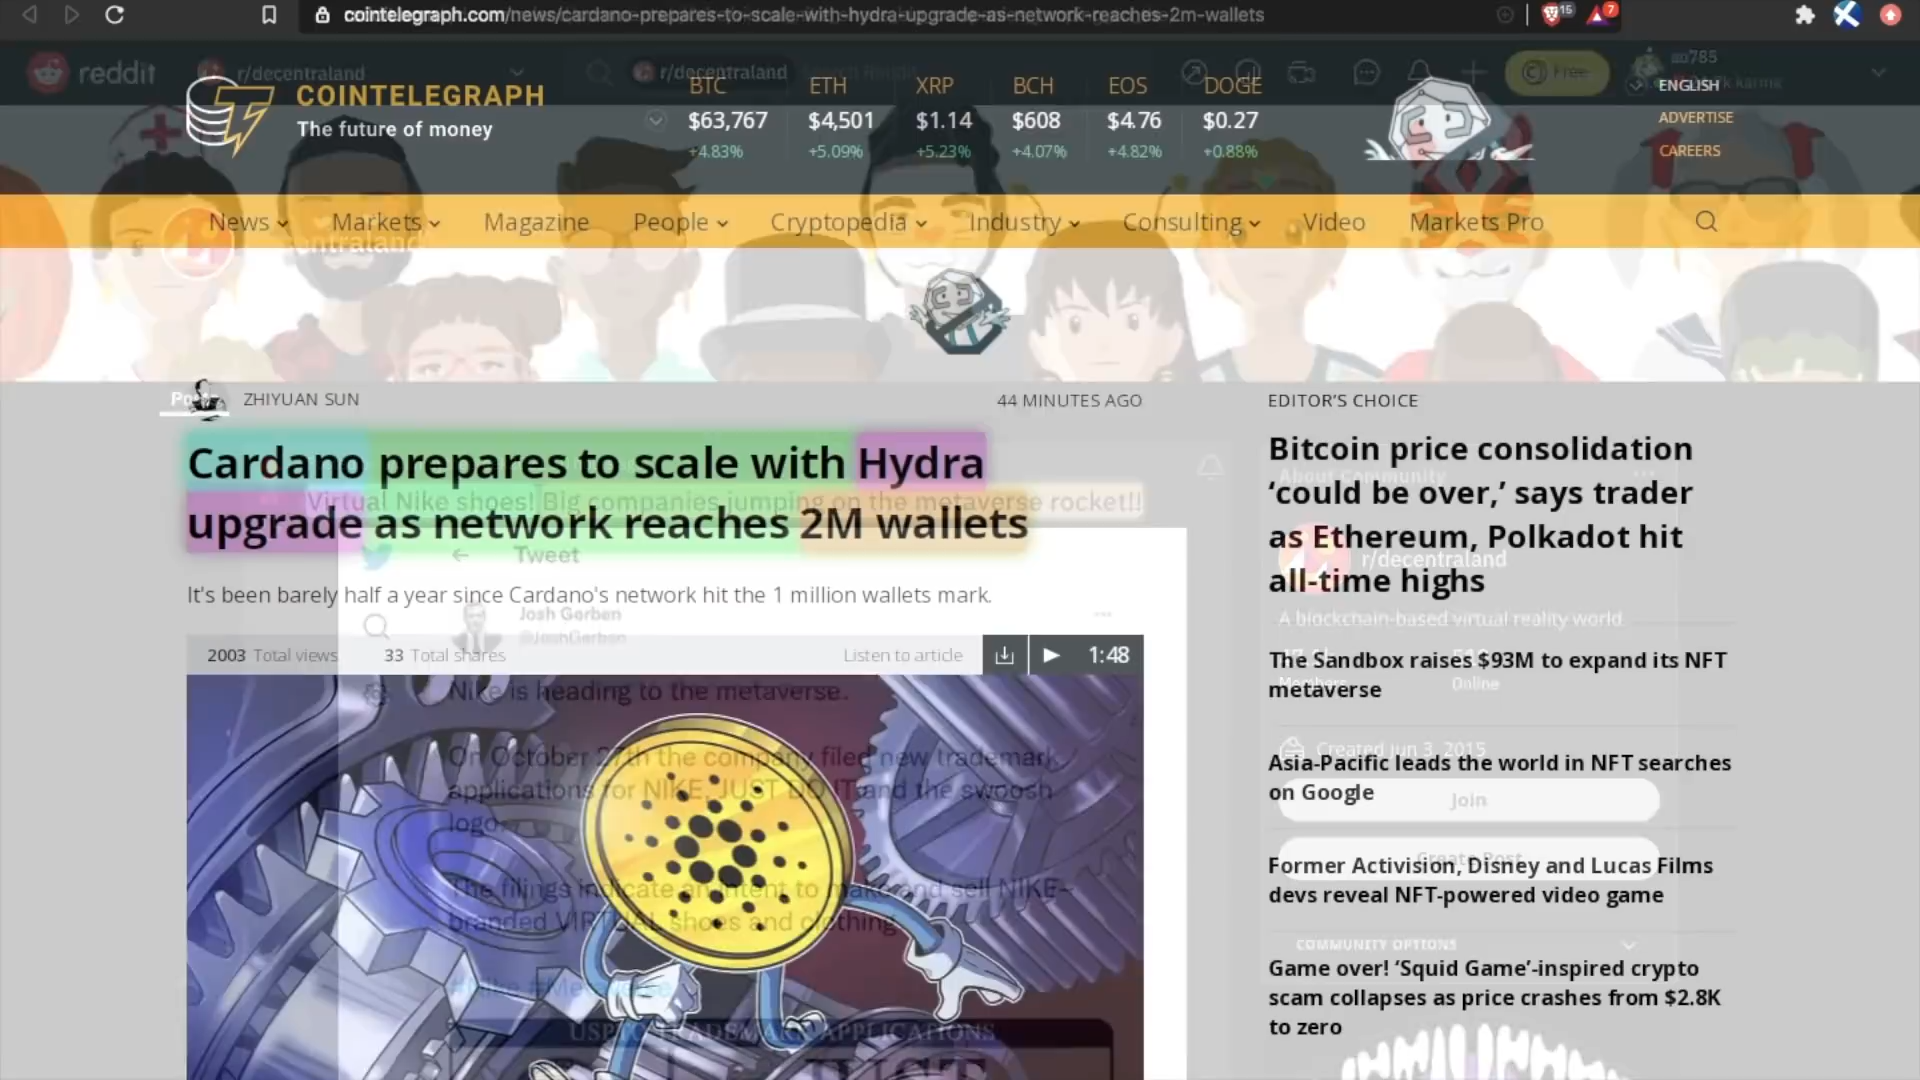 cointelegraph.com/news/cardano-prepares-to-scale-with-hydra-upgrade-as-network-reaches-2m-wallets
15
7
reddit
r/decentraland
r/decentraland
Free
karma
COINTELEGRAPH
The future of money
BTC ETH XRP BCH EOS DOGE
$63,767 $4,501 $1.14 $608 $4.76 $0.27
+4.83% +5.09% +5.23% +4.07% +4.82% +0.88%
ENGLISH
ADVERTISE
CAREERS
News Markets Magazine People Cryptopedia Industry Consulting Video Markets Pro
ZHIYUAN SUN
44 MINUTES AGO
Cardano prepares to scale with Hydra
upgrade as network reaches 2M wallets
Virtual Nike shoes! Big companies jumping on the metaverse rocket!!
Tweet
It's been barely half a year since Cardano's network hit the 1 million wallets mark.
Josh Gerben
@JoshGerben
2003 Total views 33 Total shares
Listen to article 1:48
Nike is heading to the metaverse.
On October 27th the company filed new trademark
applications for NIKE, JUST DO IT and the swoosh
logo.
The filings indicate an intent to make and sell NIKE-
branded VIRTUAL shoes and clothing
USPTO TRADEMARK APPLICATIONS
JUST
EDITOR'S CHOICE
Bitcoin price consolidation
‘could be over,’ says trader
as Ethereum, Polkadot hit
all-time highs
About Community
r/decentraland
A blockchain-based virtual reality world
The Sandbox raises $93M to expand its NFT
metaverse
Members
Online
Created Jun 3, 2015
Asia-Pacific leads the world in NFT searches
on Google
Join
Create Post
Former Activision, Disney and Lucas Films
devs reveal NFT-powered video game
COMMUNITY OPTIONS
Game over! ‘Squid Game’-inspired crypto
scam collapses as price crashes from $2.8K
to zero